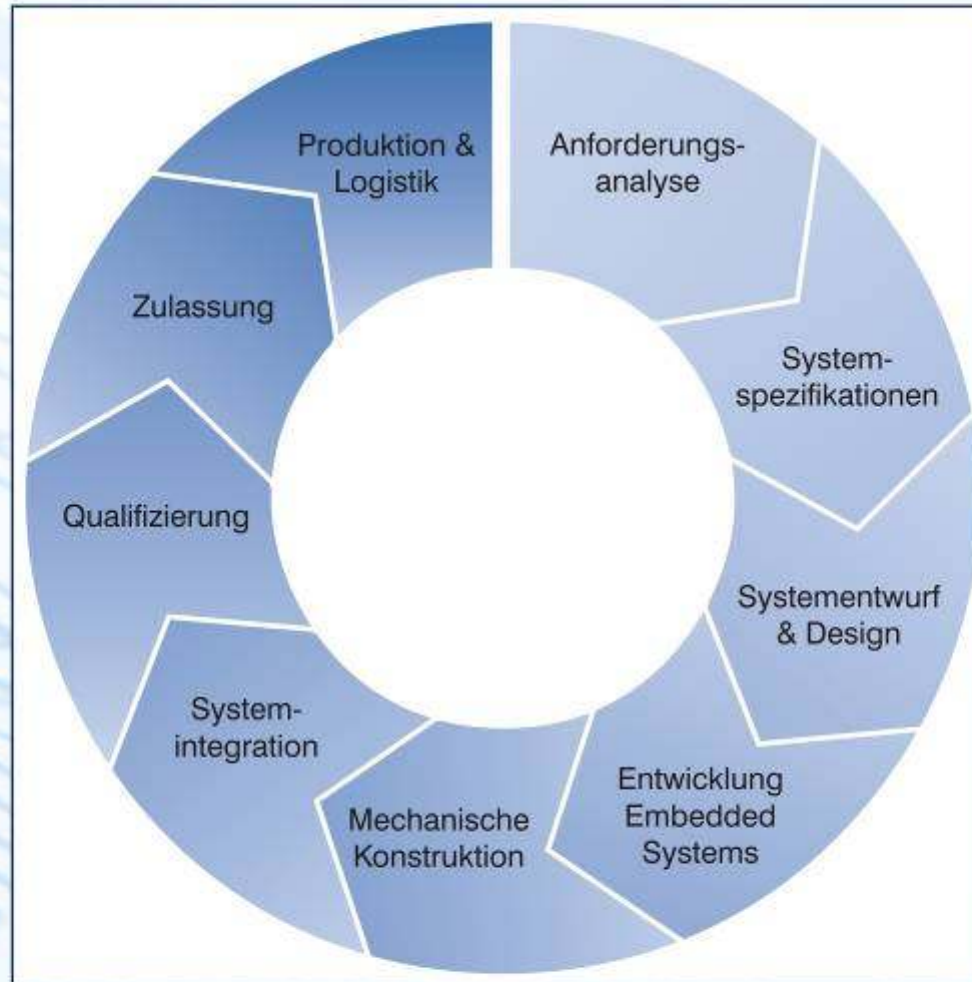 Anforderungs-
analyse
System-
spezifikationen
Systementwurf
& Design
Entwicklung
Embedded
Systems
Mechanische
Konstruktion
System-
integration
Qualifizierung
Zulassung
Produktion &
Logistik